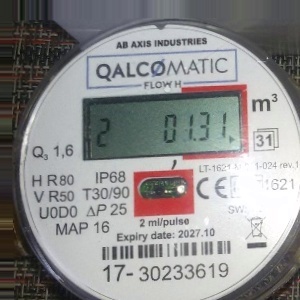 AB AXIS INDUSTRIES
QALCOMATIC
FLOW H
2 01.31.
m³
31
Q₃ 1,6
H R80 IP68
V R50 T30/90
U0D0 ΔP 25
MAP 16
CE
1621
SW:
2 ml/pulse
Expiry date: 2027.10
17- 30233619